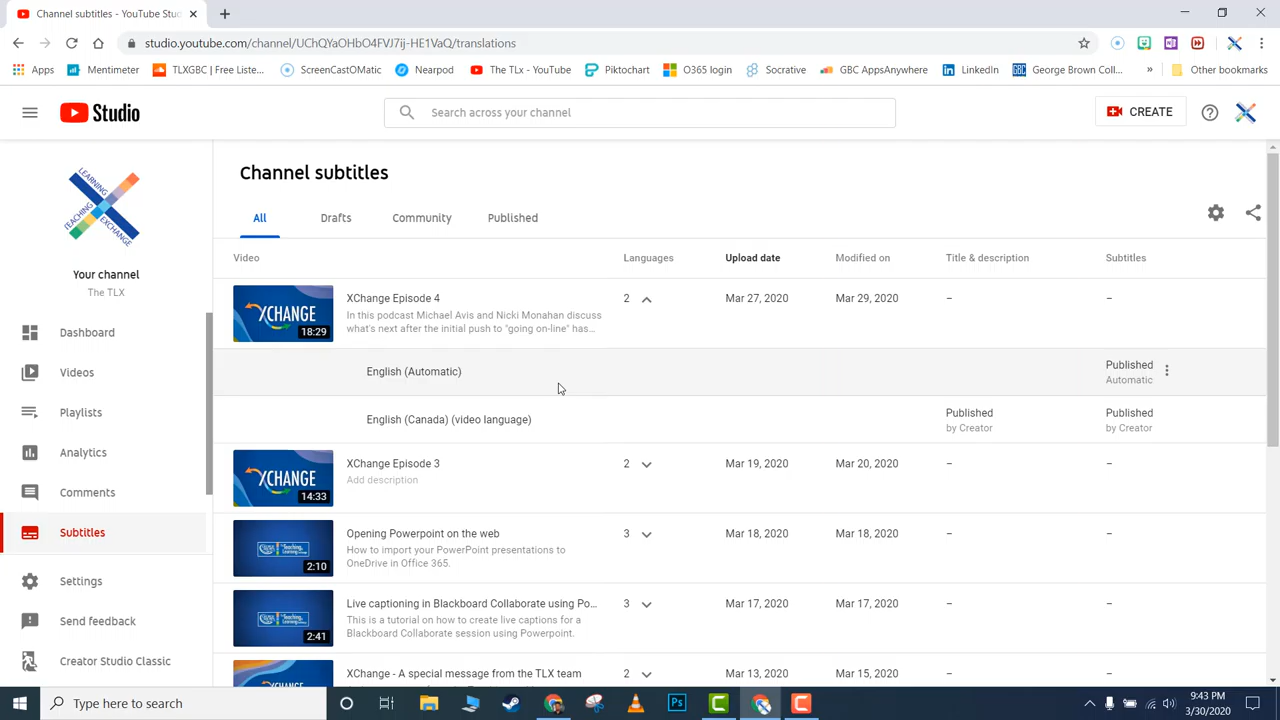 Channel subtitles - YouTube Stu
studio.youtube.com/channel/UChQYaOHbO4FVJ7ij-HE1VaQ/translations
Apps Mentimeter TLXGBC | Free Liste... ScreenCastOMatic Nearpod The TLx - YouTube Piktochart O365 login Socrative GBC AppsAnywhere LinkedIn George Brown Coll... » Other bookmarks
Studio
Search across your channel
CREATE
LEARNING
TEACHING
EXCHANGE
Your channel
The TLX
Dashboard
Videos
Playlists
Analytics
Comments
Subtitles
Settings
Send feedback
Creator Studio Classic
Channel subtitles
All Drafts Community Published
Video Languages Upload date Modified on Title & description Subtitles
XCHANGE
18:29
XChange Episode 4 2 Mar 27, 2020 Mar 29, 2020 – –
In this podcast Michael Avis and Nicki Monahan discuss
what's next after the initial push to "going on-line" has...
English (Automatic) Published
Automatic
English (Canada) (video language) Published Published
by Creator by Creator
XCHANGE
14:33
XChange Episode 3 2 Mar 19, 2020 Mar 20, 2020 – –
Add description
2:10
Opening Powerpoint on the web 3 Mar 18, 2020 Mar 18, 2020 – –
How to import your PowerPoint presentations to
OneDrive in Office 365.
2:41
Live captioning in Blackboard Collaborate using Po... 3 Mar 17, 2020 Mar 17, 2020 – –
This is a tutorial on how to create live captions for a
Blackboard Collaborate session using Powerpoint.
XChange - A special message from the TLX team 2 Mar 13, 2020 Mar 15, 2020 – –
Type here to search
Ps
9:43 PM
3/30/2020